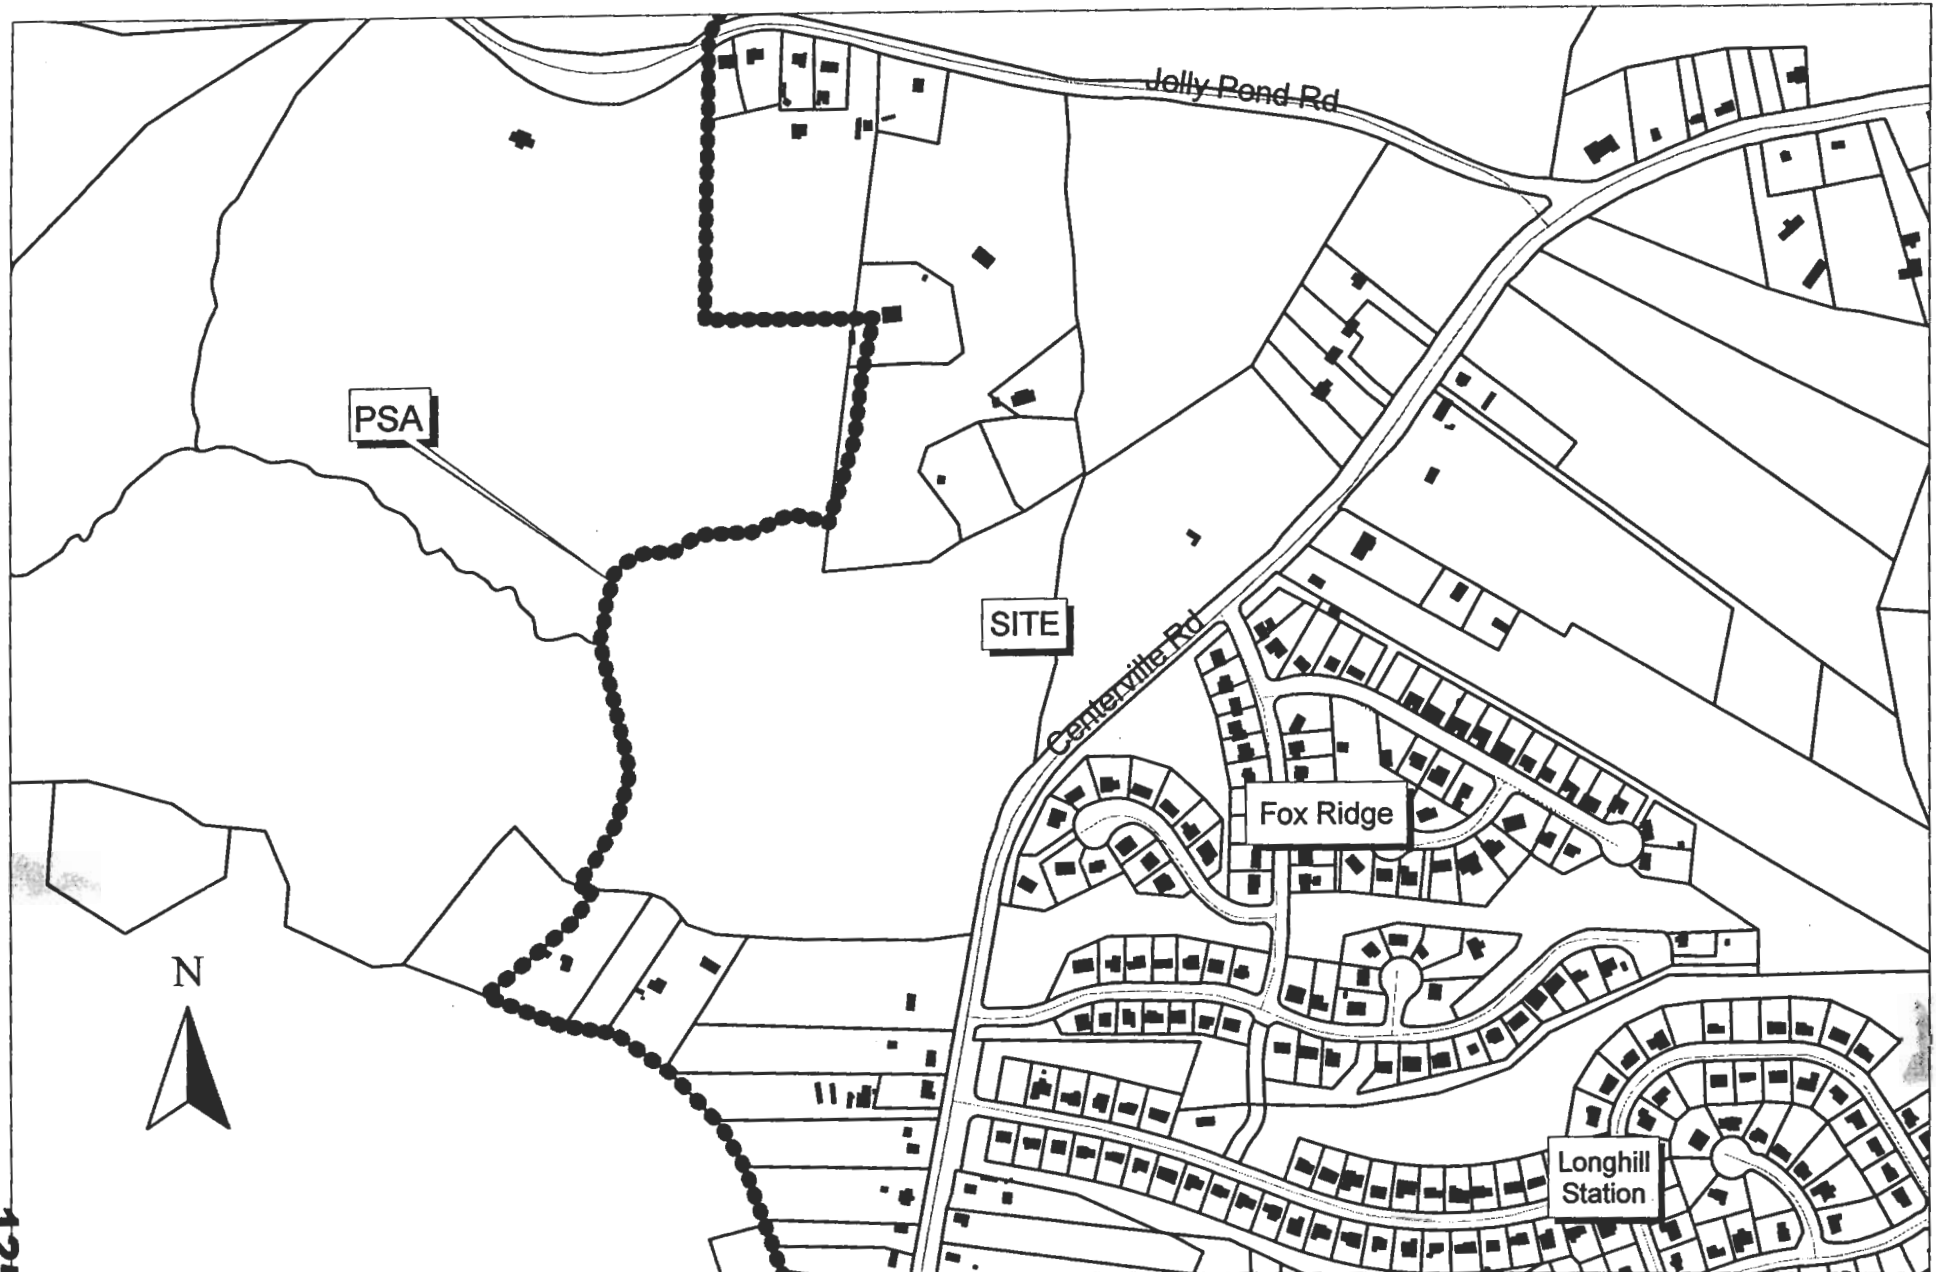 Jolly Pond Rd
PSA
SITE
Centerville Rd
Fox Ridge
N
Longhill
Station